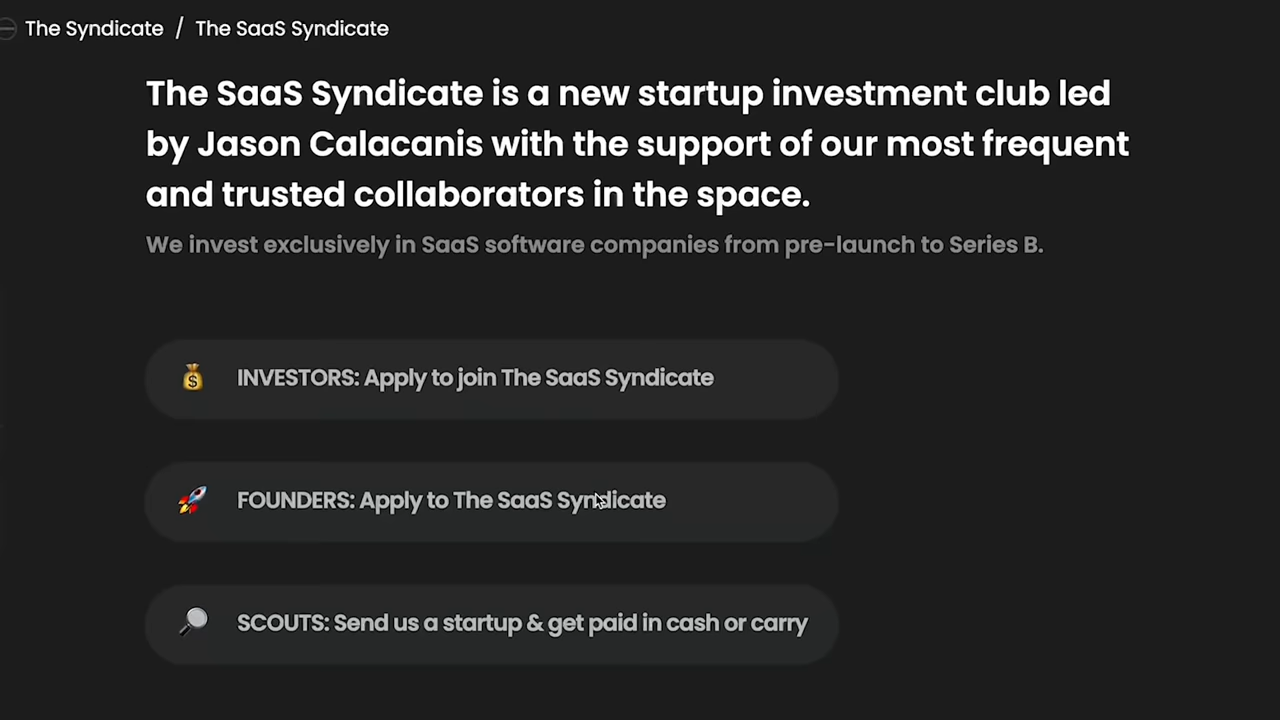 The Syndicate / The SaaS Syndicate
The SaaS Syndicate is a new startup investment club led
by Jason Calacanis with the support of our most frequent
and trusted collaborators in the space.
We invest exclusively in SaaS software companies from pre-launch to Series B.
INVESTORS: Apply to join The SaaS Syndicate
FOUNDERS: Apply to The SaaS Syndicate
SCOUTS: Send us a startup & get paid in cash or carry